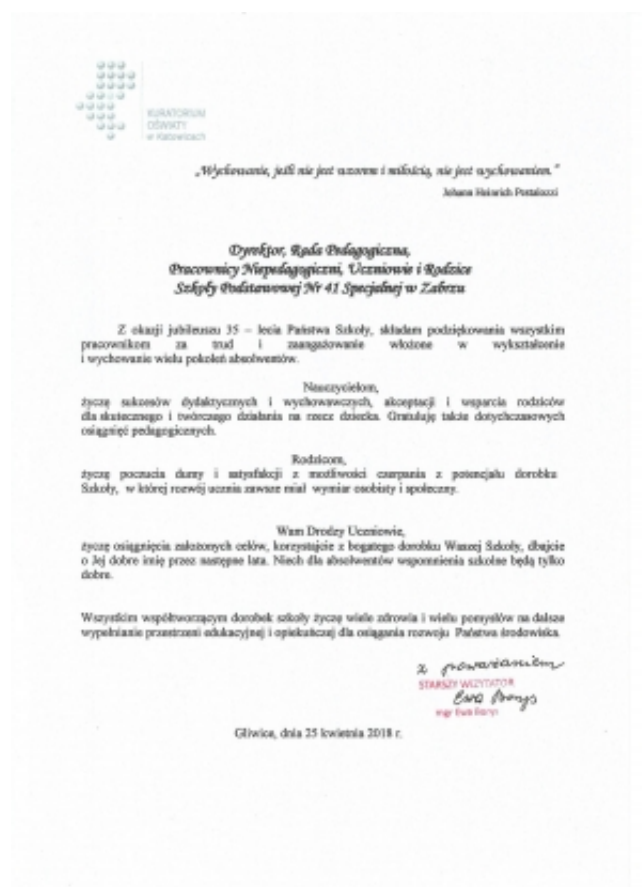 KURATORIUM
OŚWIATY
w Katowicach
„Wychowanie, jeśli nie jest wzorem i miłością, nie jest wychowaniem.”
Johann Heinrich Pestalozzi
Dyrektor, Rada Pedagogiczna,
Pracownicy Niepedagogiczni, Uczniowie i Rodzice
Szkoły Podstawowej Nr 41 Specjalnej w Zabrzu
Z okazji jubileuszu 35 – lecia Państwa Szkoły, składam podziękowania wszystkim
pracownikom za trud i zaangażowanie włożone w wykształcenie
i wychowanie wielu pokoleń absolwentów.
Nauczycielom,
życzę sukcesów dydaktycznych i wychowawczych, akceptacji i wsparcia rodziców
dla skutecznego i twórczego działania na rzecz dziecka. Gratuluję także dotychczasowych
osiągnięć pedagogicznych.
Rodzicom,
życzę poczucia dumy i satysfakcji z możliwości czerpania z potencjału dorobku
Szkoły, w której rozwój ucznia zawsze miał wymiar osobisty i społeczny.
Wam Drodzy Uczniowie,
życzę osiągnięcia założonych celów, korzystajcie z bogatego dorobku Waszej Szkoły, dbajcie
o Jej dobre imię przez następne lata. Niech dla absolwentów wspomnienia szkolne będą tylko
dobre.
Wszystkim współtworzącym dorobek szkoły życzę wiele zdrowia i wielu pomysłów na dalsze
wypełnianie przestrzeni edukacyjnej i opiekuńczej dla osiągania rozwoju Państwa środowiska.
z poważaniem
STARSZY WIZYTATOR
Ewa
mgr Ewa
Gliwice, dnia 25 kwietnia 2018 r.